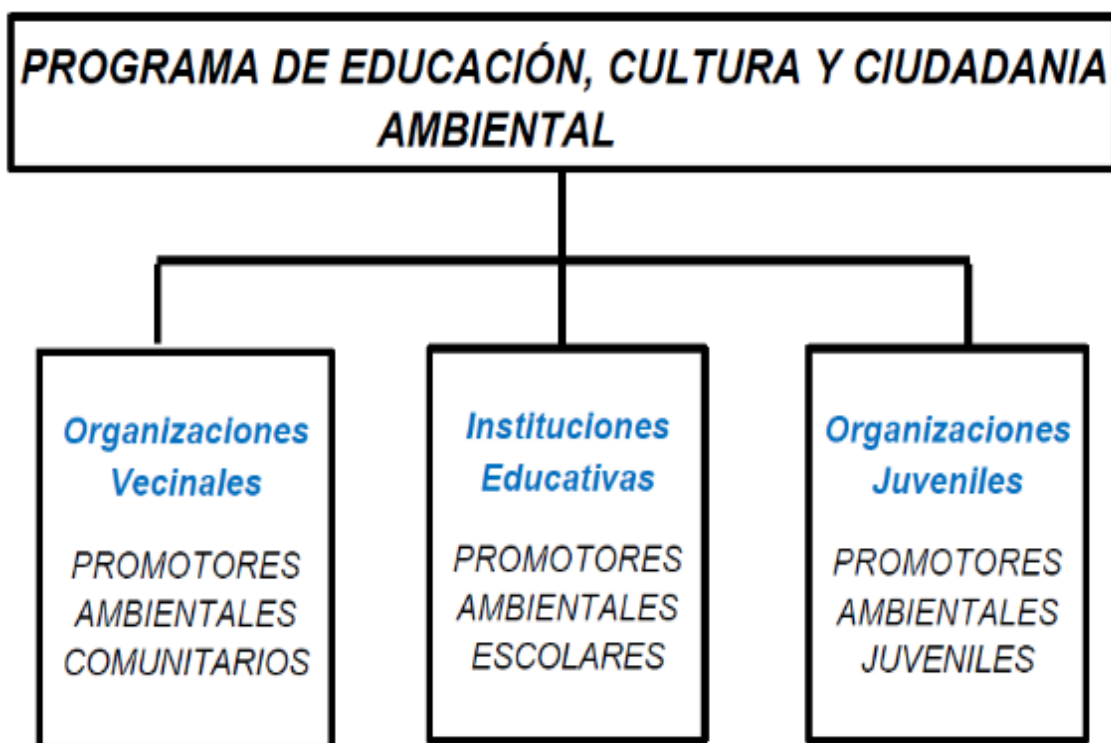 PROGRAMA DE EDUCACIÓN, CULTURA Y CIUDADANIA
AMBIENTAL
Organizaciones
Vecinales
PROMOTORES
AMBIENTALES
COMUNITARIOS
Instituciones
Educativas
PROMOTORES
AMBIENTALES
ESCOLARES
Organizaciones
Juveniles
PROMOTORES
AMBIENTALES
JUVENILES